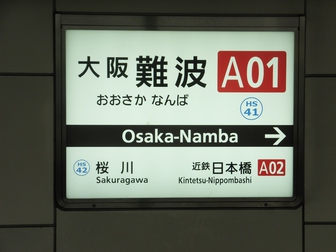 大阪難波 A01
おおさか なんば HS 41
Osaka-Namba →
HS 42 桜川 近鉄日本橋 A02
Sakuragawa Kintetsu-Nippombashi